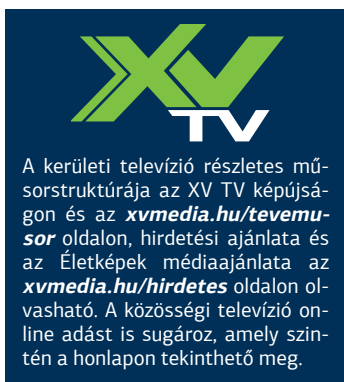 XV
TV
A kerületi televízió részletes mű-
sorstruktúrája az XV TV képújsá-
gon és az xvmedia.hu/tevemu-
sor oldalon, hirdetési ajánlata és
az Életképek médiaajánlata az
xvmedia.hu/hirdetes oldalon ol-
vasható. A közösségi televízió on-
line adást is sugároz, amely szin-
tén a honlapon tekinthető meg.